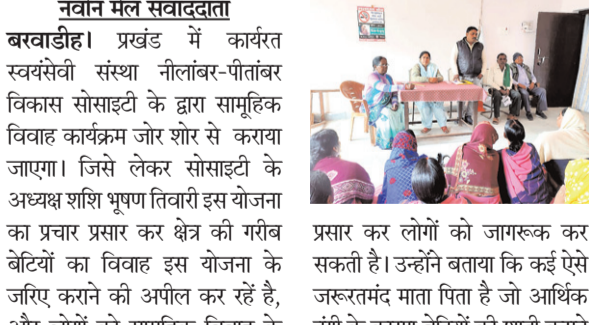 नवीन मेल संवाददाता
बरवाडीह। प्रखंड में कार्यरत
स्वयंसेवी संस्था नीलांबर-पीतांबर
विकास सोसाइटी के द्वारा सामूहिक
विवाह कार्यक्रम जोर शोर से कराया
जाएगा। जिसे लेकर सोसाइटी के
अध्यक्ष शशि भूषण तिवारी इस योजना
का प्रचार प्रसार कर क्षेत्र की गरीब
बेटियों का विवाह इस योजना के
जरिए कराने की अपील कर रहें है,
प्रसार कर लोगों को जागरूक कर
सकती है। उन्होंने बताया कि कई ऐसे
जरूरतमंद माता पिता है जो आर्थिक